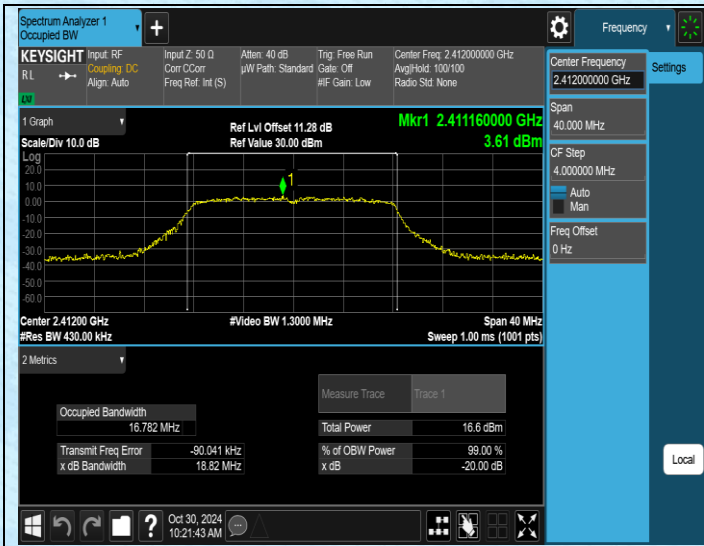 Spectrum Analyzer 1
Occupied BW
Frequency
KEYSIGHT
RL
LXI
Input: RF
Coupling: DC
Align: Auto
Input Z: 50 Ω
Corr CCorr
Freq Ref: Int (S)
Atten: 40 dB
µW Path: Standard
Trig: Free Run
Gate: Off
#IF Gain: Low
Center Freq: 2.412000000 GHz
Avg|Hold: 100/100
Radio Std: None
Center Frequency
2.412000000 GHz
Settings
Span
40.000 MHz
CF Step
4.000000 MHz
Auto
Man
Freq Offset
0 Hz
1 Graph
Scale/Div 10.0 dB
Ref Lvl Offset 11.28 dB
Ref Value 30.00 dBm
Mkr1 2.411160000 GHz
3.61 dBm
Log
20.0
10.0
0.00
-10.0
-20.0
-30.0
-40.0
-50.0
-60.0
1
Center 2.41200 GHz
#Res BW 430.00 kHz
#Video BW 1.3000 MHz
Span 40 MHz
Sweep 1.00 ms (1001 pts)
2 Metrics
Measure Trace
Trace 1
Occupied Bandwidth
16.782 MHz
Total Power
16.6 dBm
Transmit Freq Error
-90.041 kHz
% of OBW Power
99.00 %
x dB Bandwidth
18.82 MHz
x dB
-20.00 dB
Local
?
Oct 30, 2024
10:21:43 AM